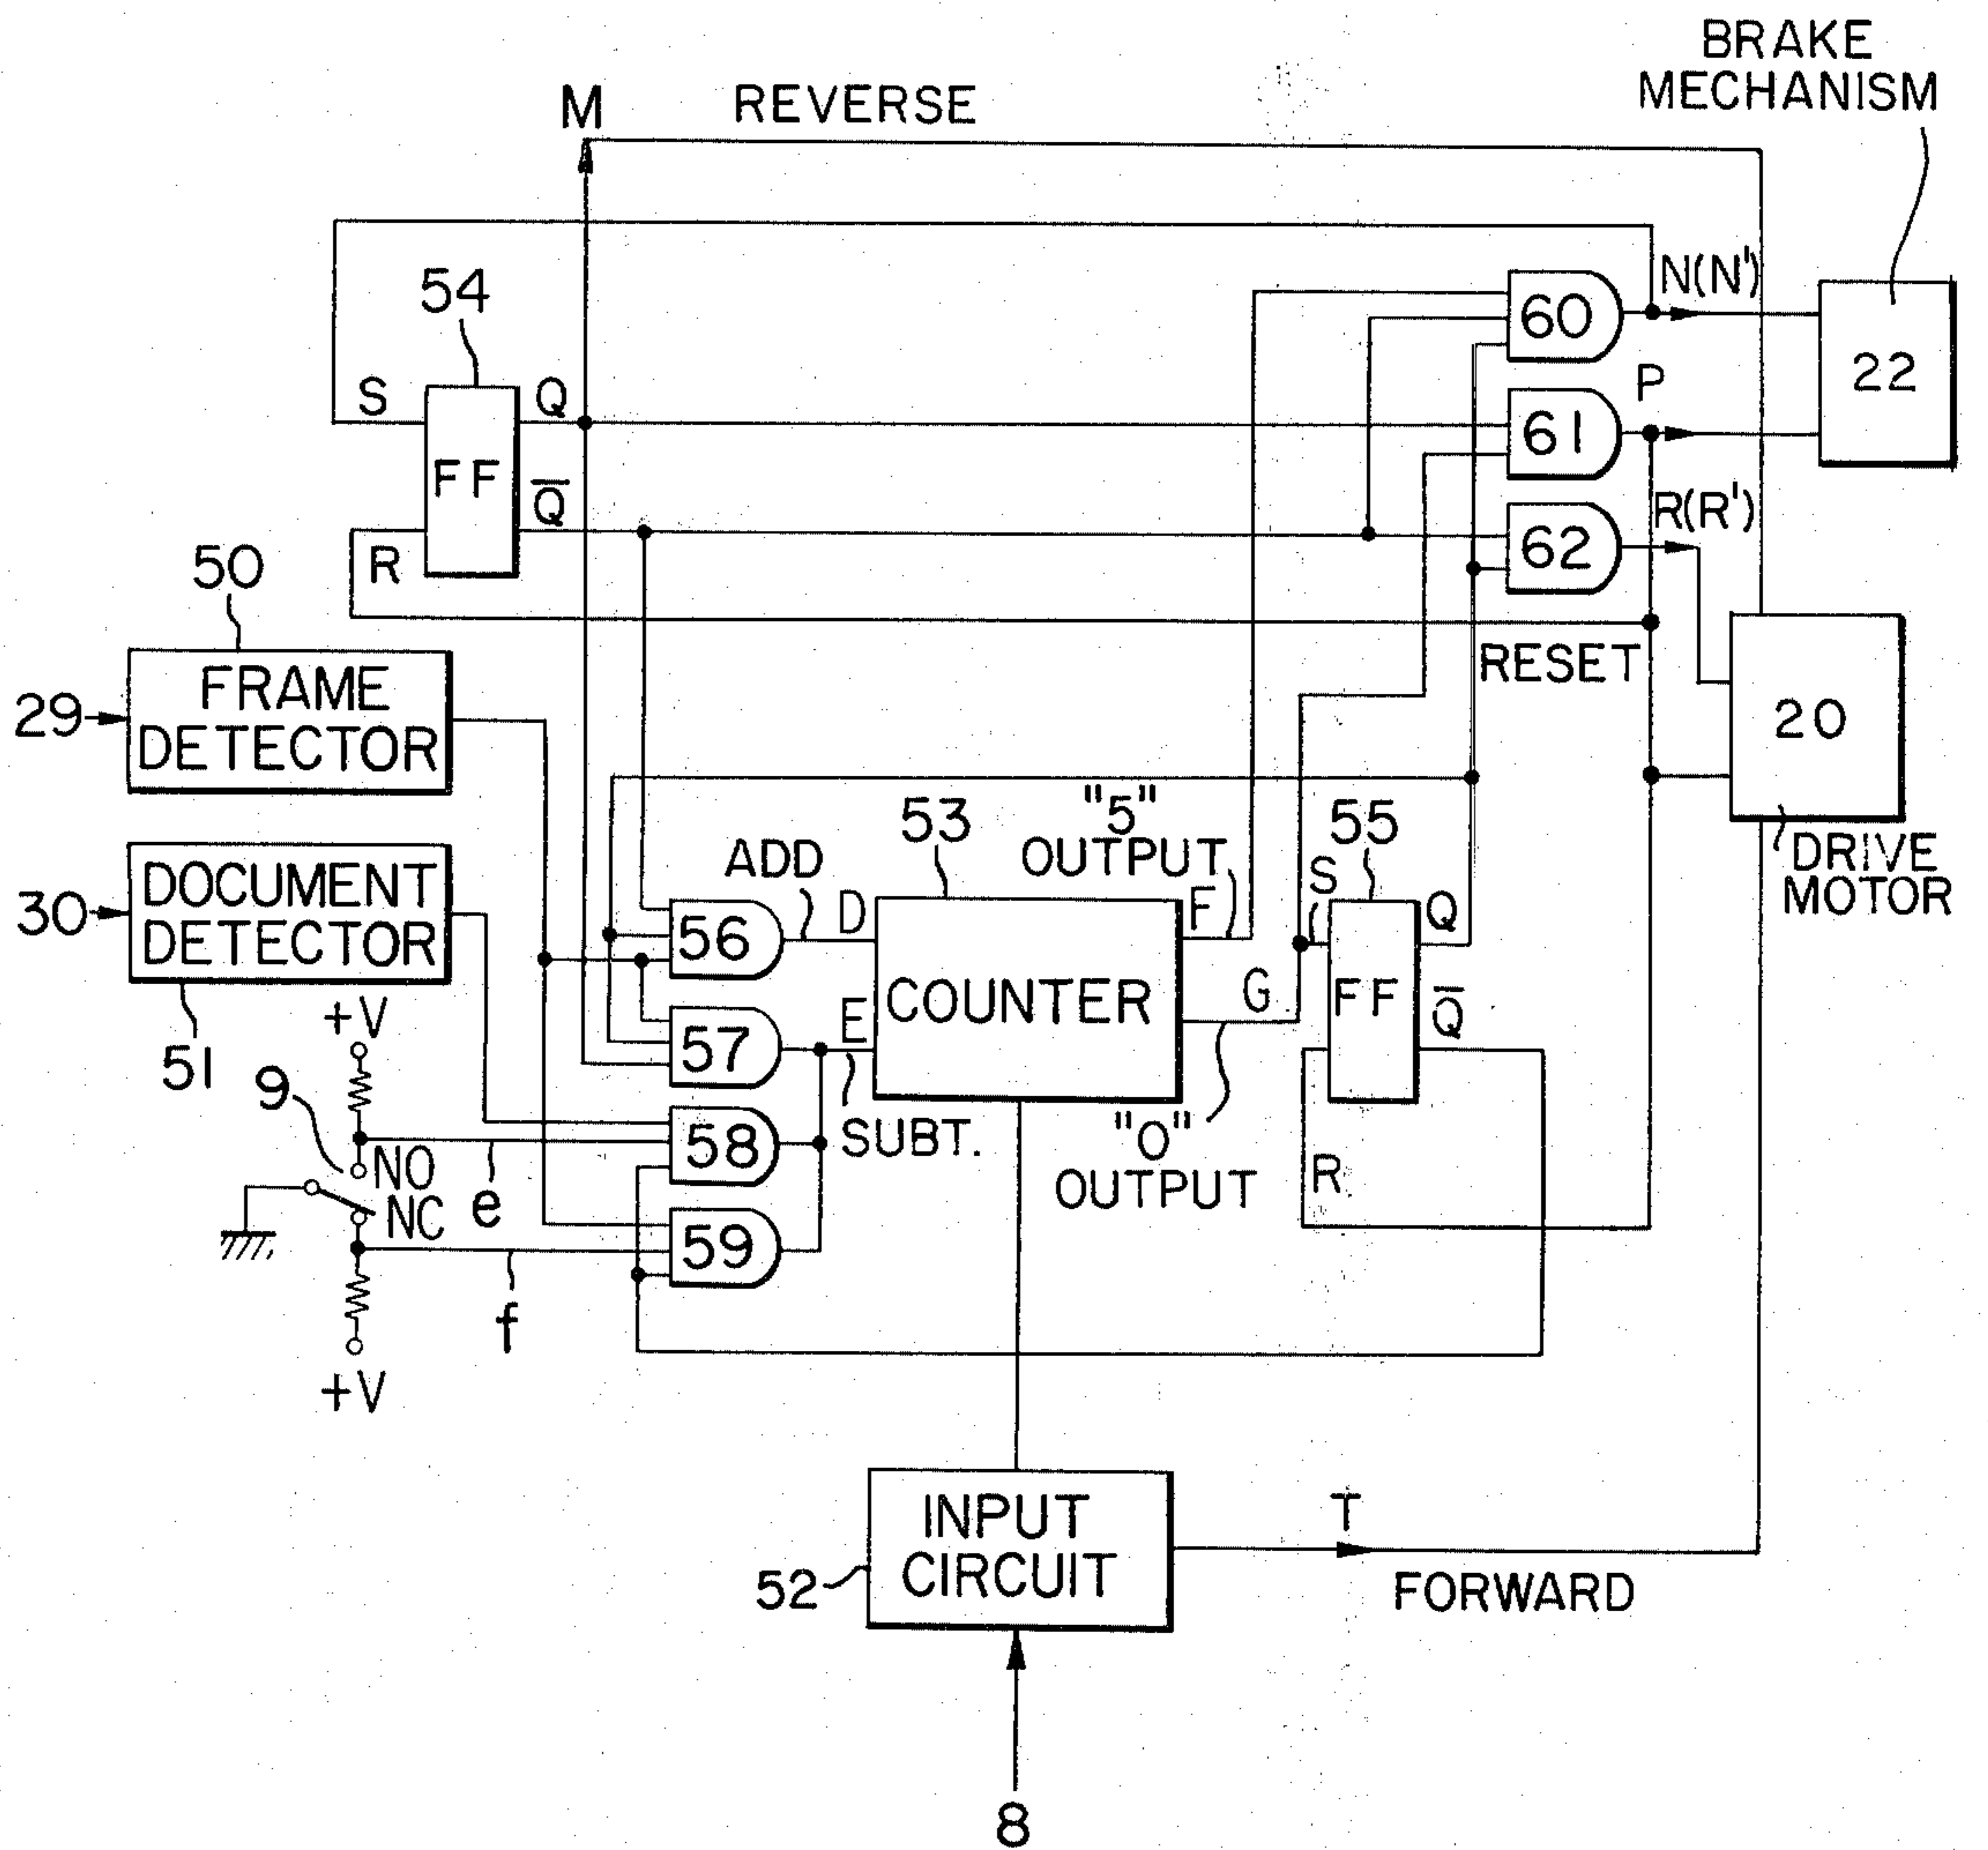 BRAKE
MECHANISM
M REVERSE
N(N')
54
60
22
S
Q
P
61
FF
Q̅
R(R')
R
62
50
FRAME
DETECTOR
29
RESET
20
53
"5"
OUTPUT
55
DRIVE
MOTOR
ADD
D
F
S
Q
DOCUMENT
DETECTOR
30
56
COUNTER
G
FF
Q̅
51
+V
57
E
9
NO
NC
e
58
SUBT.
"0"
OUTPUT
R
59
f
+V
INPUT
CIRCUIT
52
T
FORWARD
8